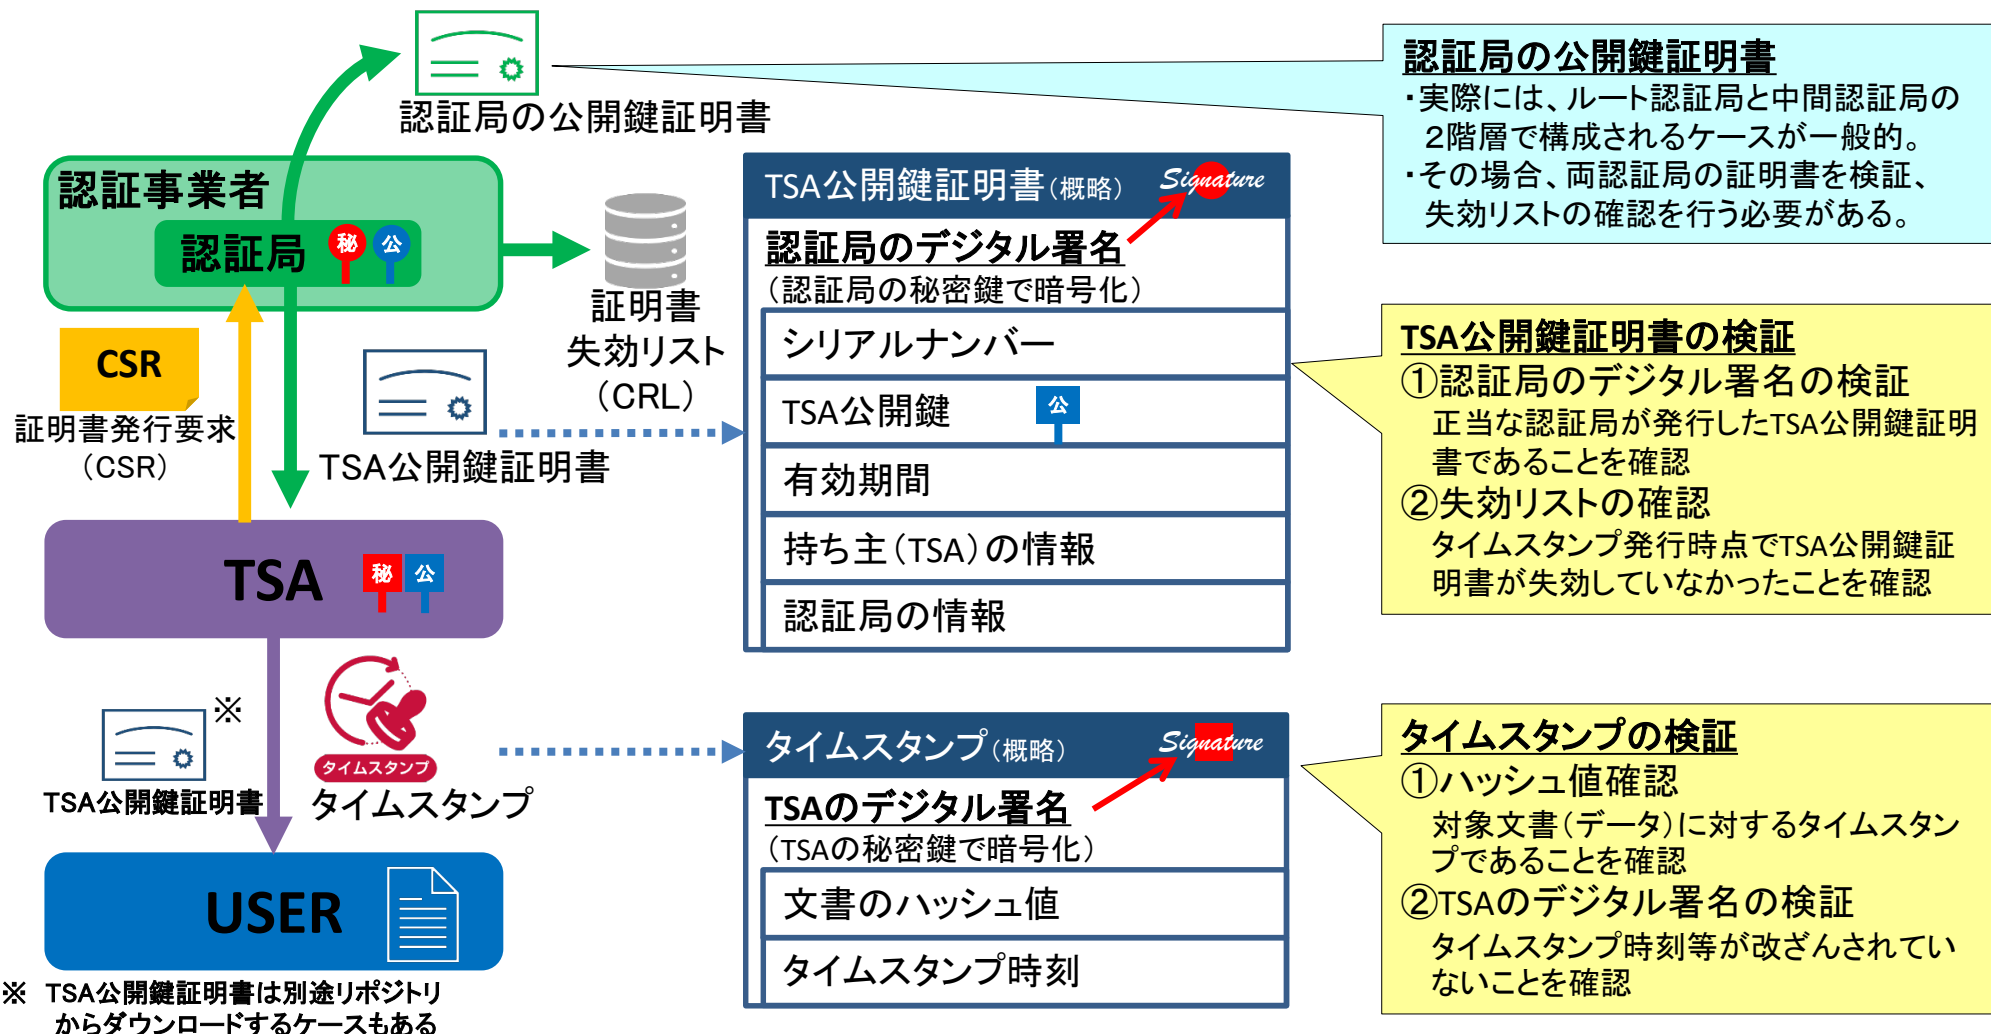 認証局の公開鍵証明書
認証事業者
認証局 秘 公
証明書
失効リスト
（CRL）
CSR
証明書発行要求
（CSR）
TSA公開鍵証明書
TSA 秘 公
※
TSA公開鍵証明書
タイムスタンプ
タイムスタンプ
USER
※ TSA公開鍵証明書は別途リポジトリ
からダウンロードするケースもある
TSA公開鍵証明書（概略） Signature
認証局のデジタル署名
（認証局の秘密鍵で暗号化）
シリアルナンバー
TSA公開鍵 公
有効期間
持ち主（TSA）の情報
認証局の情報
タイムスタンプ（概略） Signature
TSAのデジタル署名
（TSAの秘密鍵で暗号化）
文書のハッシュ値
タイムスタンプ時刻
認証局の公開鍵証明書
・実際には、ルート認証局と中間認証局の
２階層で構成されるケースが一般的。
・その場合、両認証局の証明書を検証、
失効リストの確認を行う必要がある。
TSA公開鍵証明書の検証
①認証局のデジタル署名の検証
正当な認証局が発行したTSA公開鍵証明
書であることを確認
②失効リストの確認
タイムスタンプ発行時点でTSA公開鍵証
明書が失効していなかったことを確認
タイムスタンプの検証
①ハッシュ値確認
対象文書（データ）に対するタイムスタン
プであることを確認
②TSAのデジタル署名の検証
タイムスタンプ時刻等が改ざんされてい
ないことを確認